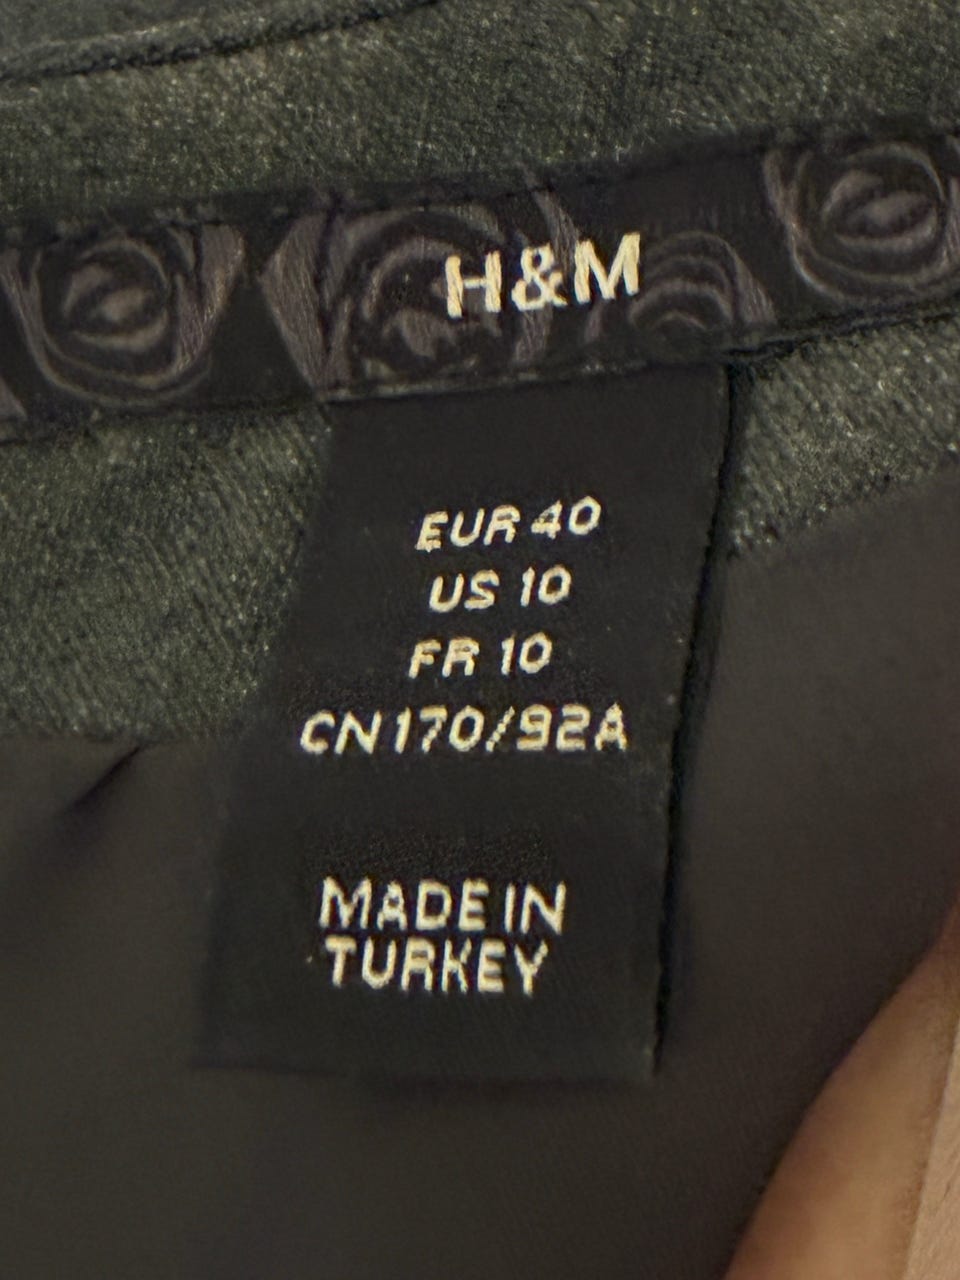 H&M
EUR 40
US 10
FR 10
CN 170/92A
MADE IN
TURKEY